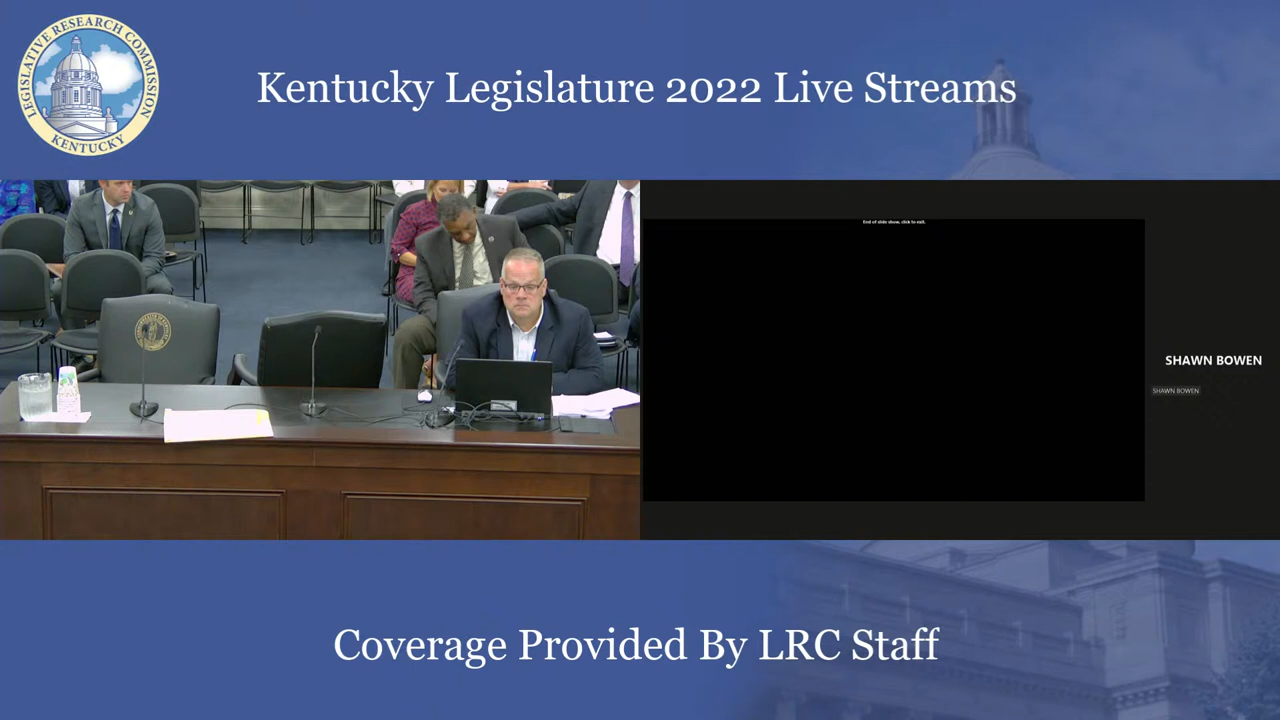 LEGISLATIVE RESEARCH COMMISSION
KENTUCKY
Kentucky Legislature 2022 Live Streams
End of slide show, click to exit.
SHAWN BOWEN
SHAWN BOWEN
Coverage Provided By LRC Staff